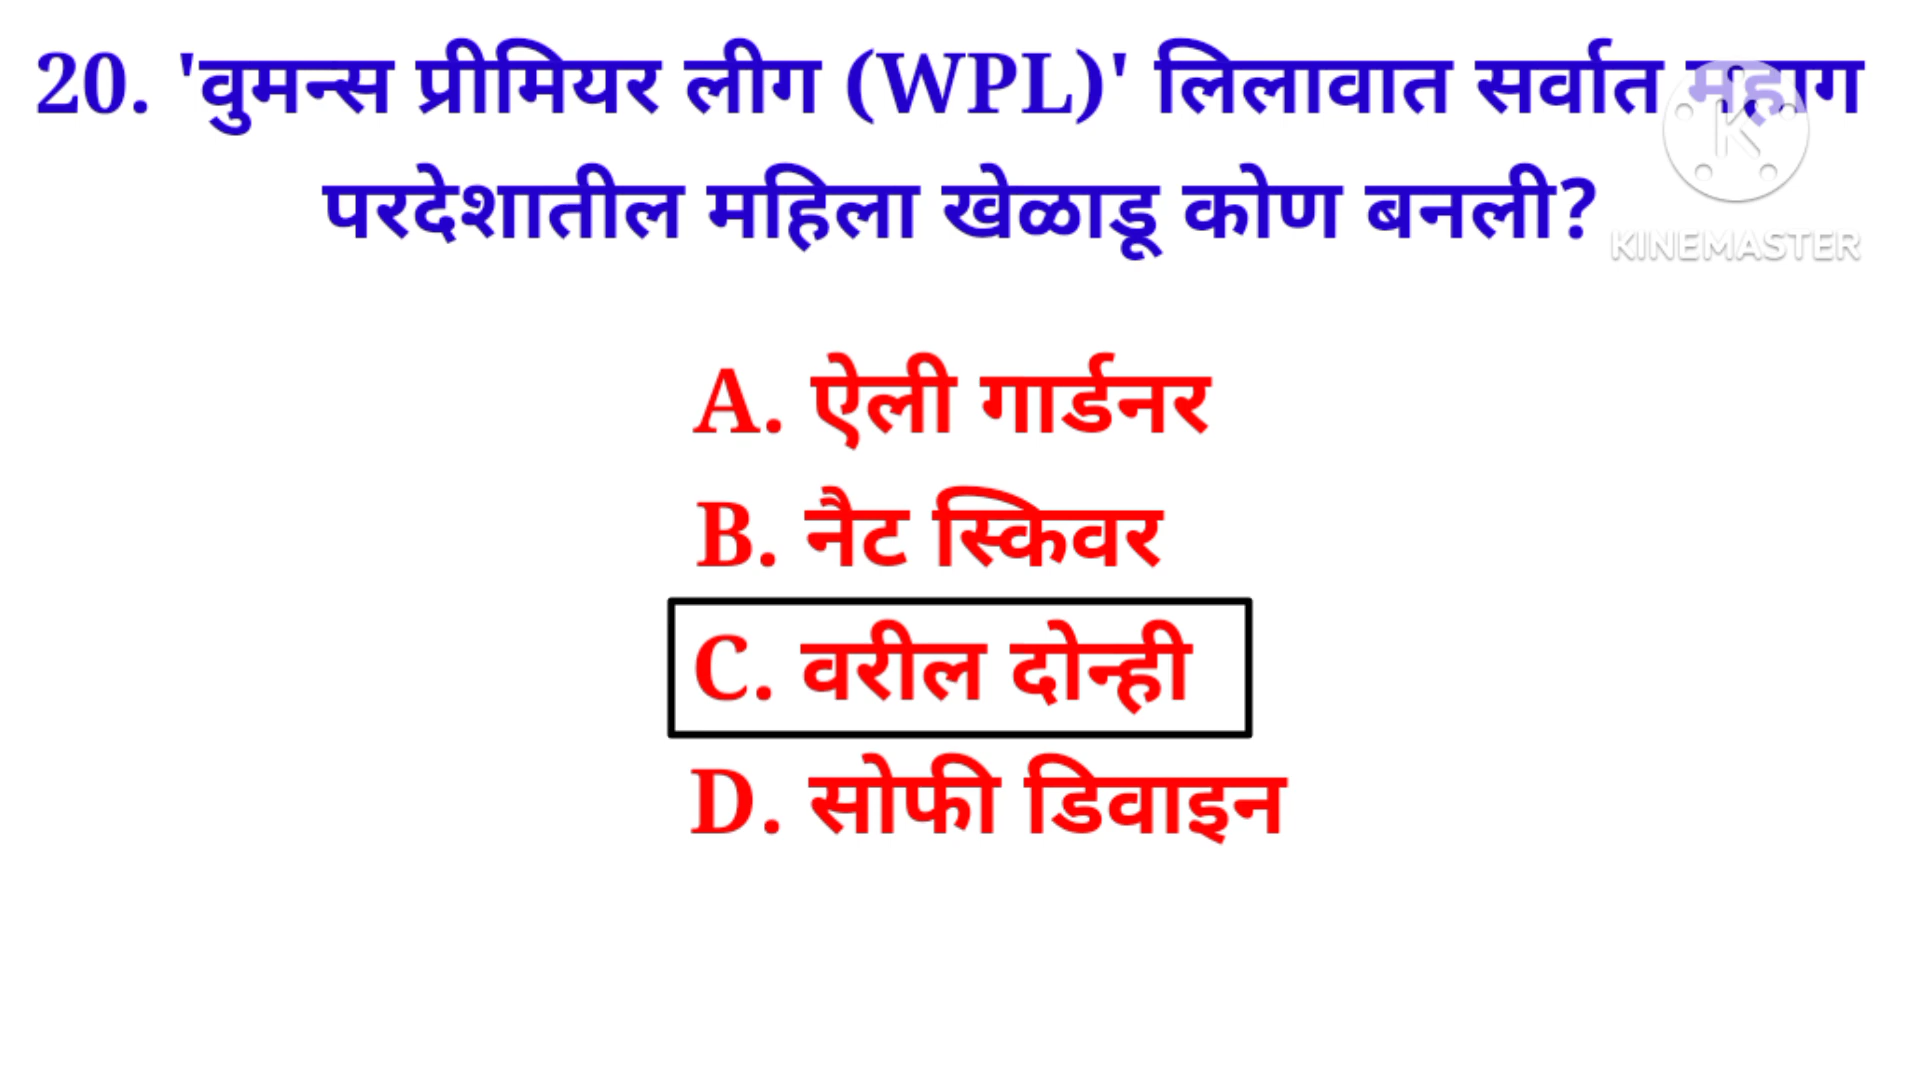 20. 'वुमन्स प्रीमियर लीग (WPL)' लिलावात सर्वात महाग
परदेशातील महिला खेळाडू कोण बनली?
KINEMASTER
A. ऐली गार्डनर
B. नैट स्किवर
C. वरील दोन्ही
D. सोफी डिवाइन